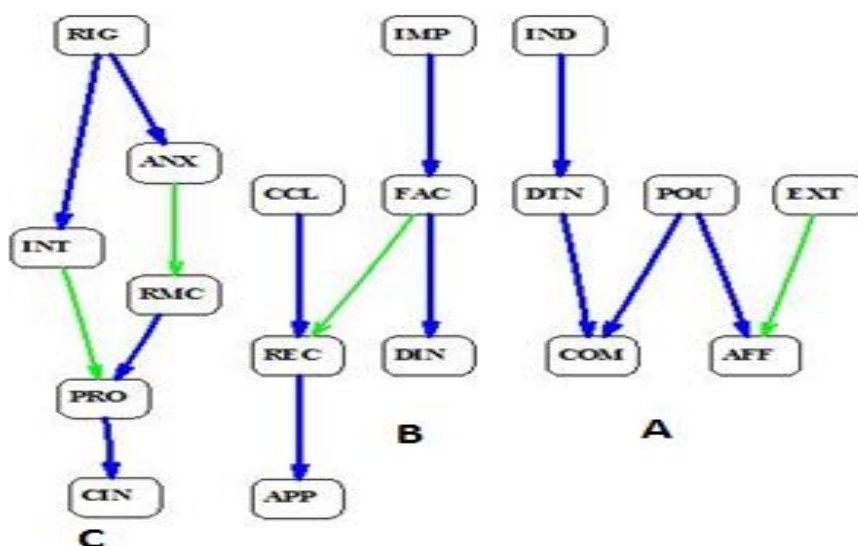 RIG
IMP
IND
ANX
CCL
FAC
DTN
POU
EXT
INT
RMC
REC
DIN
COM
AFF
PRO
B
A
CIN
APP
C